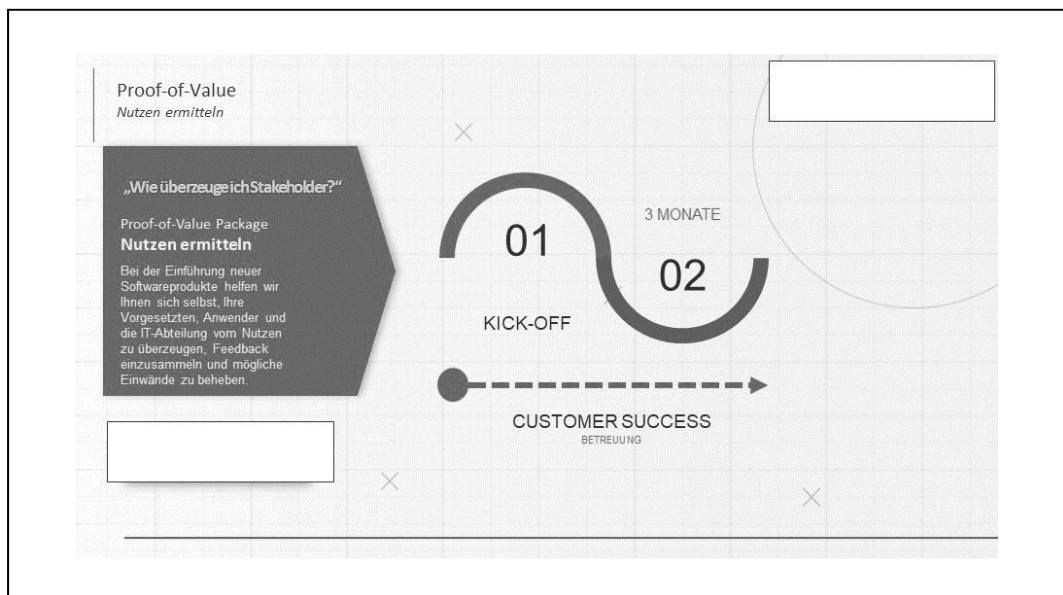 Proof-of-Value
Nutzen ermitteln
„Wie überzeuge ich Stakeholder?“
Proof-of-Value Package
Nutzen ermitteln
Bei der Einführung neuer
Softwareprodukte helfen wir
Ihnen sich selbst, Ihre
Vorgesetzten, Anwender und
die IT-Abteilung vom Nutzen
zu überzeugen, Feedback
einzusammeln und mögliche
Einwände zu beheben.
01
KICK-OFF
3 MONATE
02
CUSTOMER SUCCESS
BETREUUNG